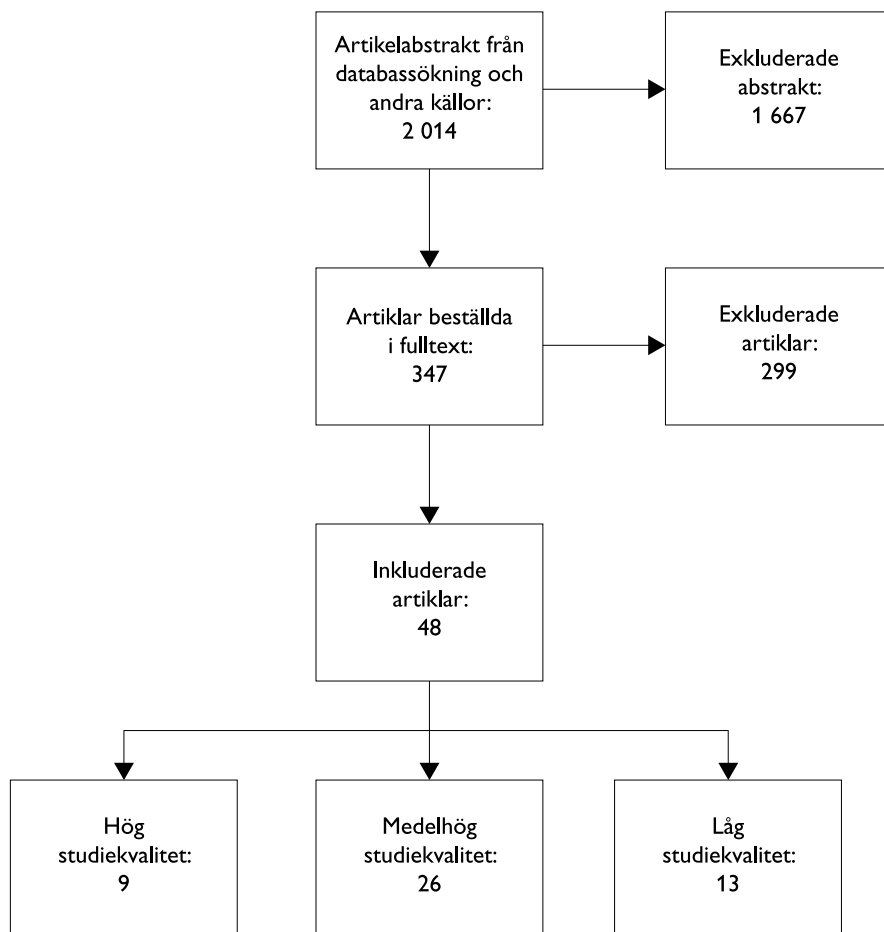 Artikelabstrakt från
databassökning och
andra källor:
2 014
Exkluderade
abstrakt:
1 667
Artiklar beställda
i fulltext:
347
Exkluderade
artiklar:
299
Inkluderade
artiklar:
48
Hög
studiekvalitet:
9
Medelhög
studiekvalitet:
26
Låg
studiekvalitet:
13